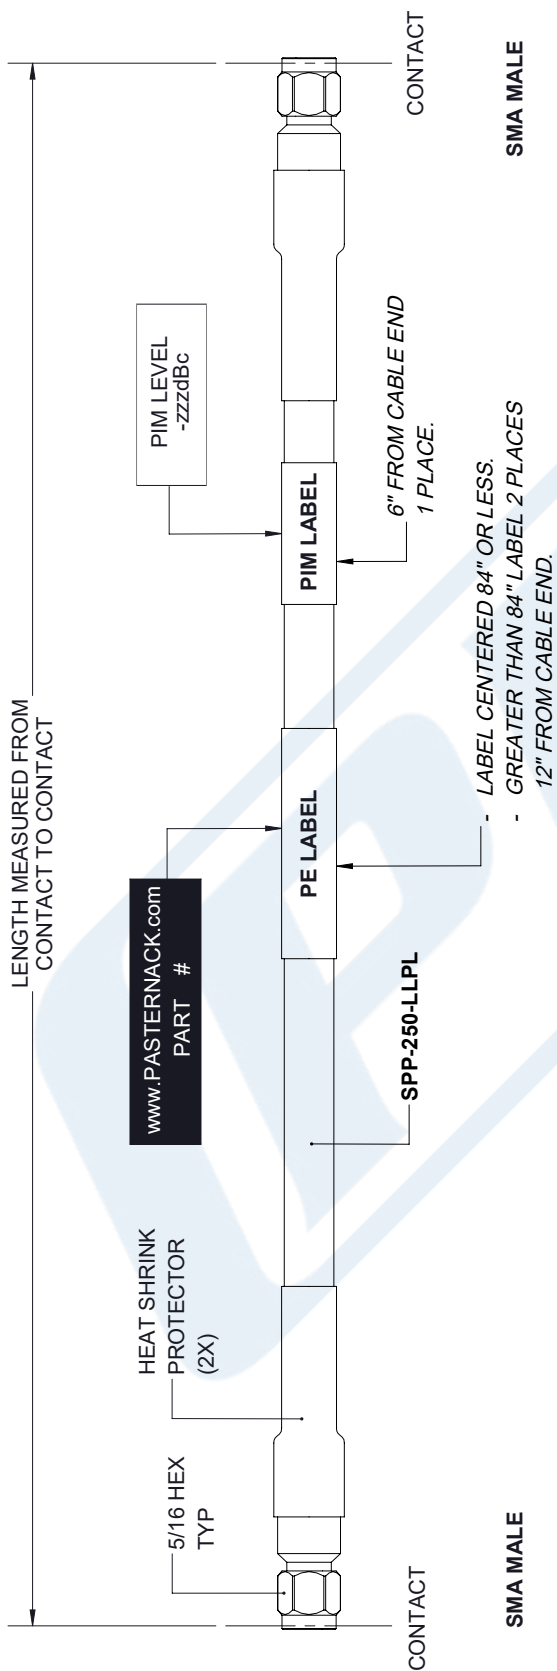 LENGTH MEASURED FROM
CONTACT TO CONTACT
5/16 HEX
TYP
HEAT SHRINK
PROTECTOR
(2X)
www.PASTERNACK.com
PART #
PIM LEVEL
-zzzdBc
PE LABEL
PIM LABEL
CONTACT
SPP-250-LLPL
6" FROM CABLE END
1 PLACE.
CONTACT
- LABEL CENTERED 84" OR LESS.
- GREATER THAN 84" LABEL 2 PLACES
12" FROM CABLE END.
SMA MALE
SMA MALE